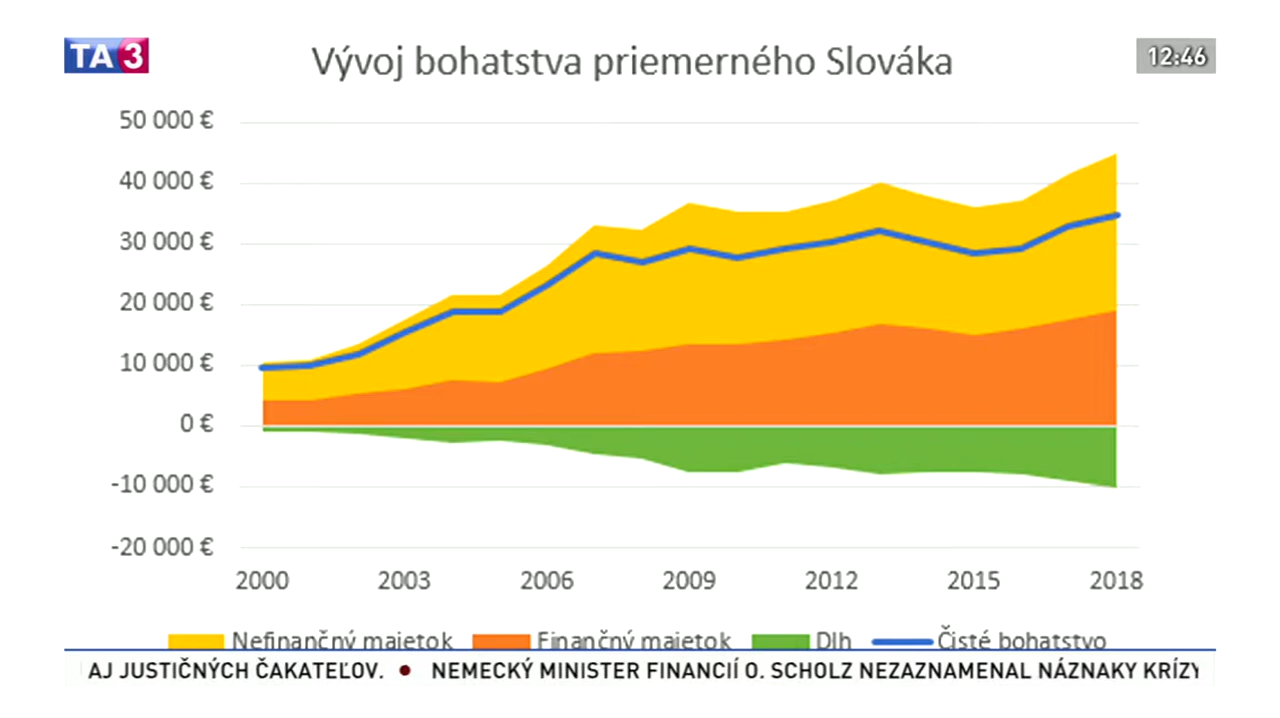 TA3
Vývoj bohatstva priemerného Slováka
12:46
50 000 €
40 000 €
30 000 €
20 000 €
10 000 €
0 €
-10 000 €
-20 000 €
2000 2003 2006 2009 2012 2015 2018
Nefinančný majetok Finančný majetok Dlh Čisté bohatstvo
AJ JUSTIČNÝCH ČAKATEĽOV. • NEMECKÝ MINISTER FINANCIÍ O. SCHOLZ NEZAZNAMENAL NÁZNAKY KRÍZY